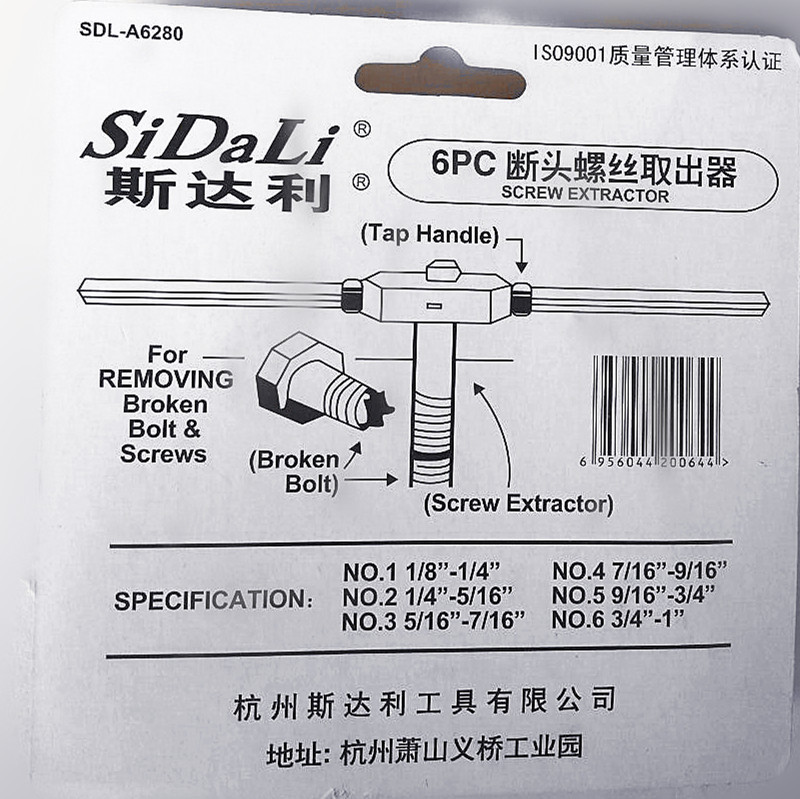 SDL-A6280
ISO9001质量管理体系认证
SiDaLi ®
斯达利 ®
6PC 断头螺丝取出器
SCREW EXTRACTOR
(Tap Handle)
For
REMOVING
Broken
Bolt &
Screws
(Broken
Bolt)
(Screw Extractor)
6 956044 200644 >
SPECIFICATION:
NO.1 1/8”-1/4”
NO.2 1/4”-5/16”
NO.3 5/16”-7/16”
NO.4 7/16”-9/16”
NO.5 9/16”-3/4”
NO.6 3/4”-1”
杭州斯达利工具有限公司
地址: 杭州萧山义桥工业园